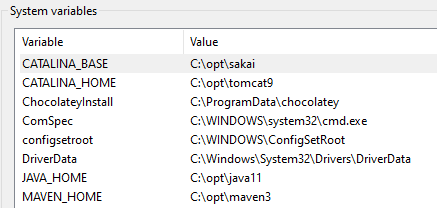 System variables
Variable Value
CATALINA_BASE C:\opt\sakai
CATALINA_HOME C:\opt\tomcat9
ChocolateyInstall C:\ProgramData\chocolatey
ComSpec C:\WINDOWS\system32\cmd.exe
configsetroot C:\WINDOWS\ConfigSetRoot
DriverData C:\Windows\System32\Drivers\DriverData
JAVA_HOME C:\opt\java11
MAVEN_HOME C:\opt\maven3